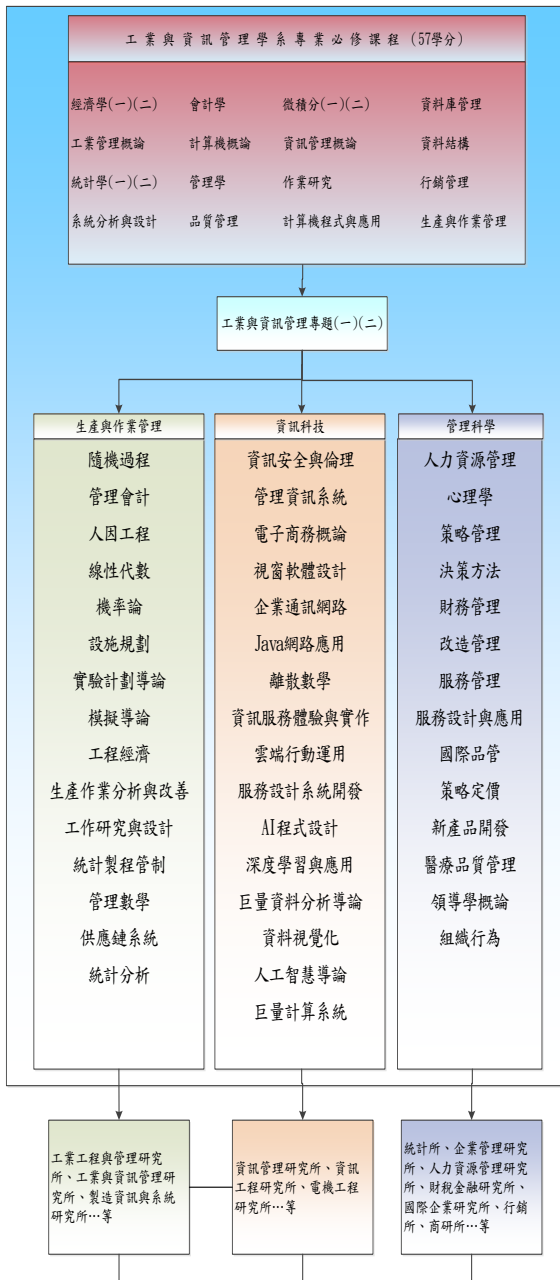 工業與資訊管理學系專業必修課程(57學分)
經濟學(一)(二) 會計學 微積分(一)(二) 資料庫管理
工業管理概論 計算機概論 資訊管理概論 資料結構
統計學(一)(二) 管理學 作業研究 行銷管理
系統分析與設計 品質管理 計算機程式與應用 生產與作業管理
工業與資訊管理專題(一)(二)
生產與作業管理
隨機過程
管理會計
人因工程
線性代數
機率論
設施規劃
實驗計劃導論
模擬導論
工程經濟
生產作業分析與改善
工作研究與設計
統計製程管制
管理數學
供應鏈系統
統計分析
資訊科技
資訊安全與倫理
管理資訊系統
電子商務概論
視窗軟體設計
企業通訊網路
Java網路應用
離散數學
資訊服務體驗與實作
雲端行動運用
服務設計系統開發
AI程式設計
深度學習與應用
巨量資料分析導論
資料視覺化
人工智慧導論
巨量計算系統
管理科學
人力資源管理
心理學
策略管理
決策方法
財務管理
改造管理
服務管理
服務設計與應用
國際品管
策略定價
新產品開發
醫療品質管理
領導學概論
組織行為
工業工程與管理研究
所、工業與資訊管理研
究所、製造資訊與系統
研究所…等
資訊管理研究所、資訊
工程研究所、電機工程
研究所…等
統計所、企業管理研究
所、人力資源管理研究
所、財稅金融研究所、
國際企業研究所、行銷
所、商研所…等